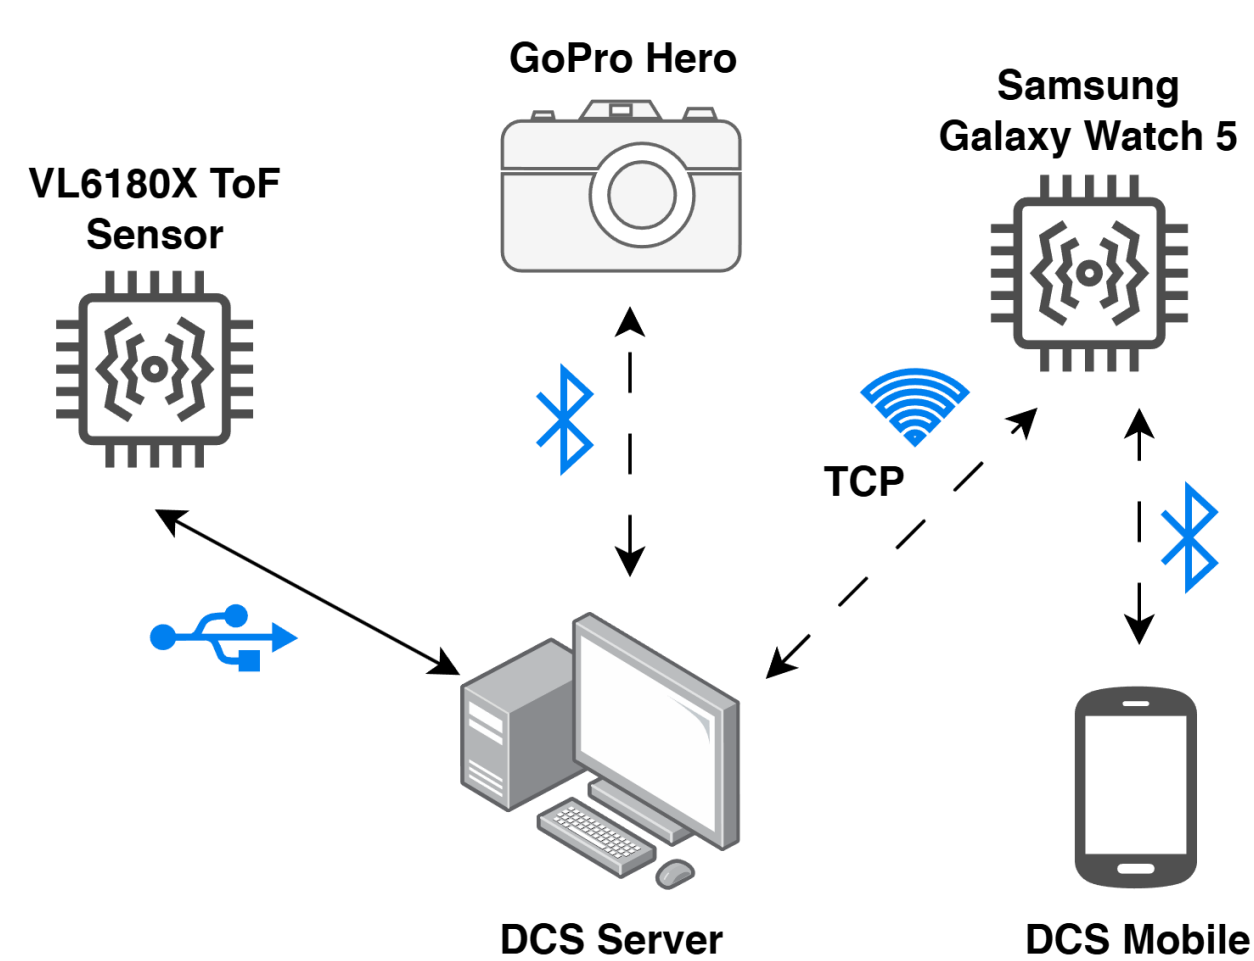 GoPro Hero
Samsung
Galaxy Watch 5
VL6180X ToF
Sensor
TCP
DCS Server
DCS Mobile